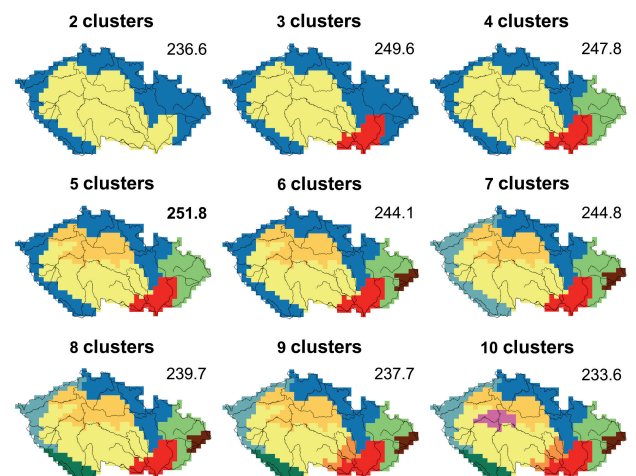 2 clusters
236.6
3 clusters
249.6
4 clusters
247.8
5 clusters
251.8
6 clusters
244.1
7 clusters
244.8
8 clusters
239.7
9 clusters
237.7
10 clusters
233.6